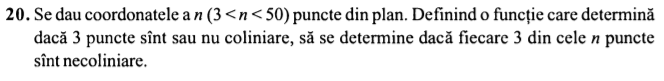 20. Se dau coordonatele a n (3 < n < 50) puncte din plan. Definind o funcție care determină
dacă 3 puncte sînt sau nu coliniare, să se determine dacă fiecare 3 din cele n puncte
sînt necoliniare.